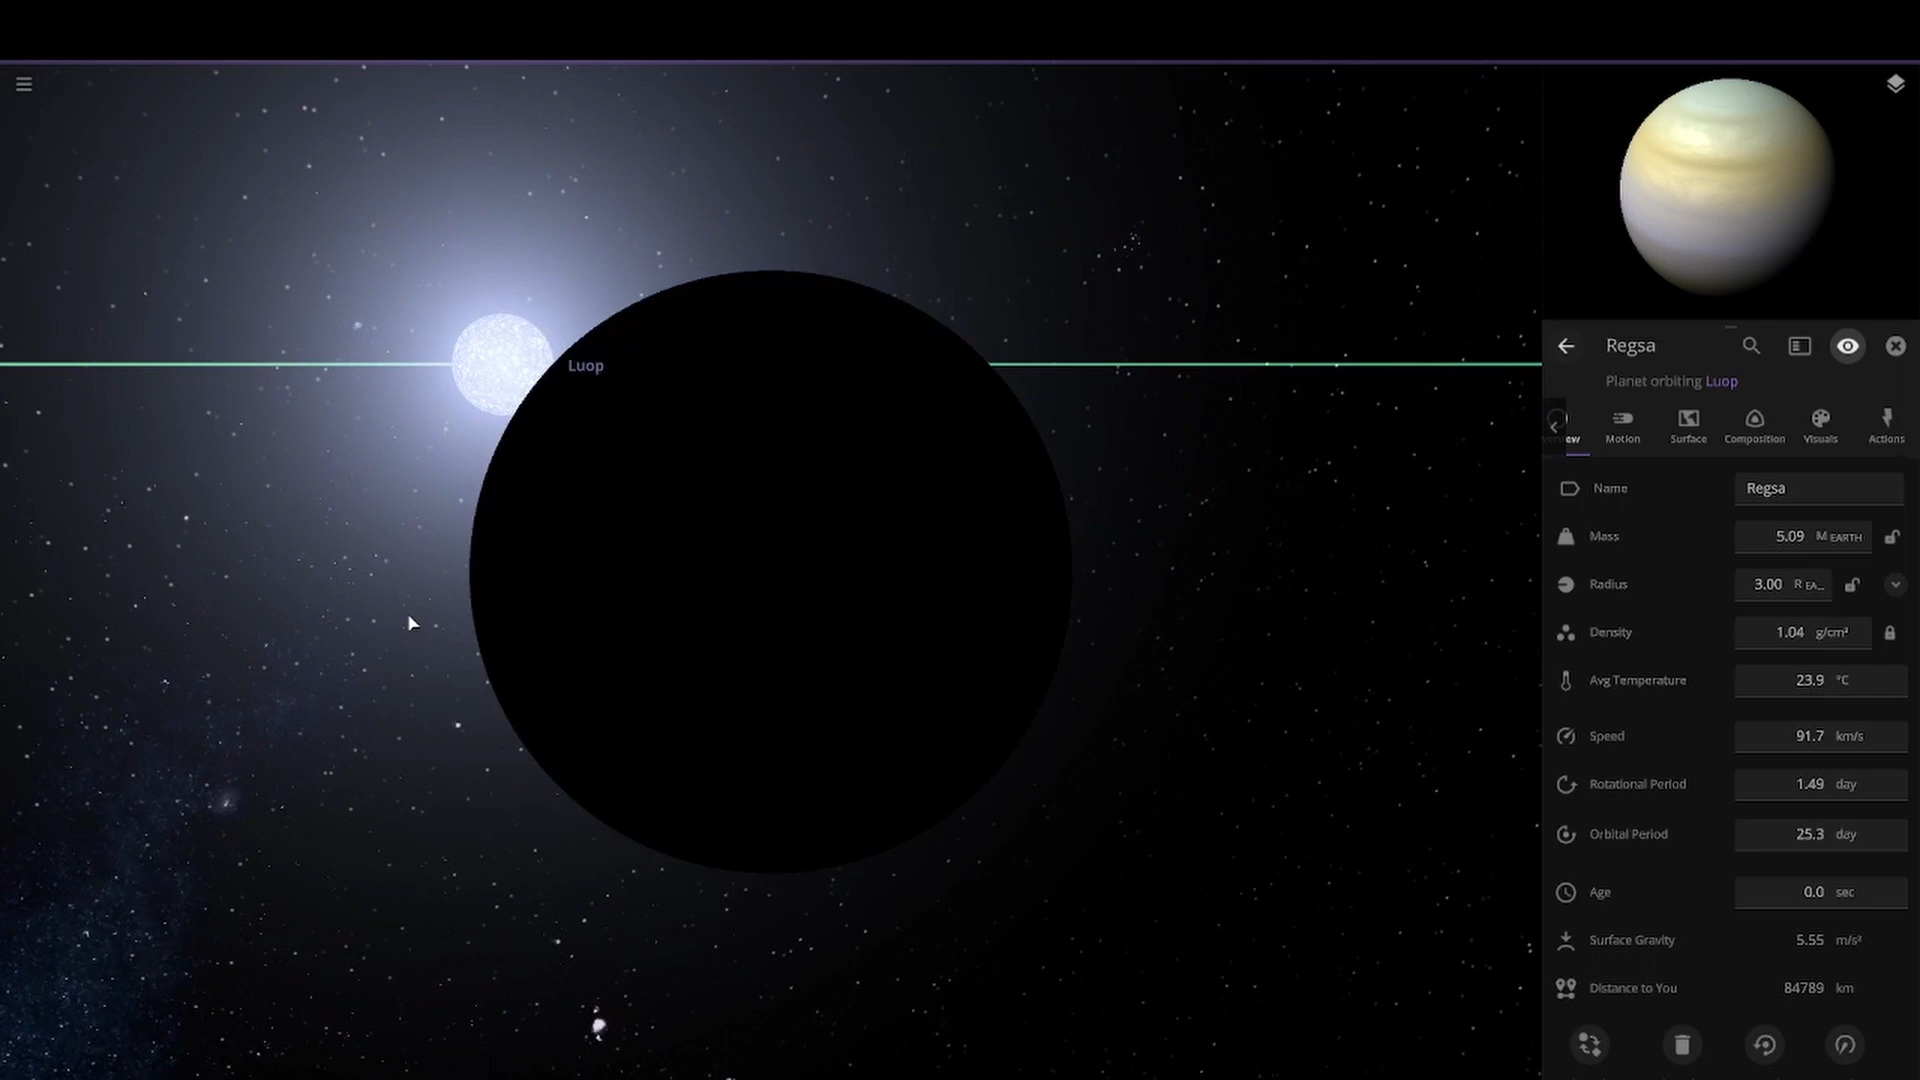 Luop
Regsa
Planet orbiting Luop
Motion Surface Composition Visuals Actions
Name Regsa
Mass 5.09 M EARTH
Radius 3.00 R EA...
Density 1.04 g/cm³
Avg Temperature 23.9 °C
Speed 91.7 km/s
Rotational Period 1.49 day
Orbital Period 25.3 day
Age 0.0 sec
Surface Gravity 5.55 m/s²
Distance to You 84789 km